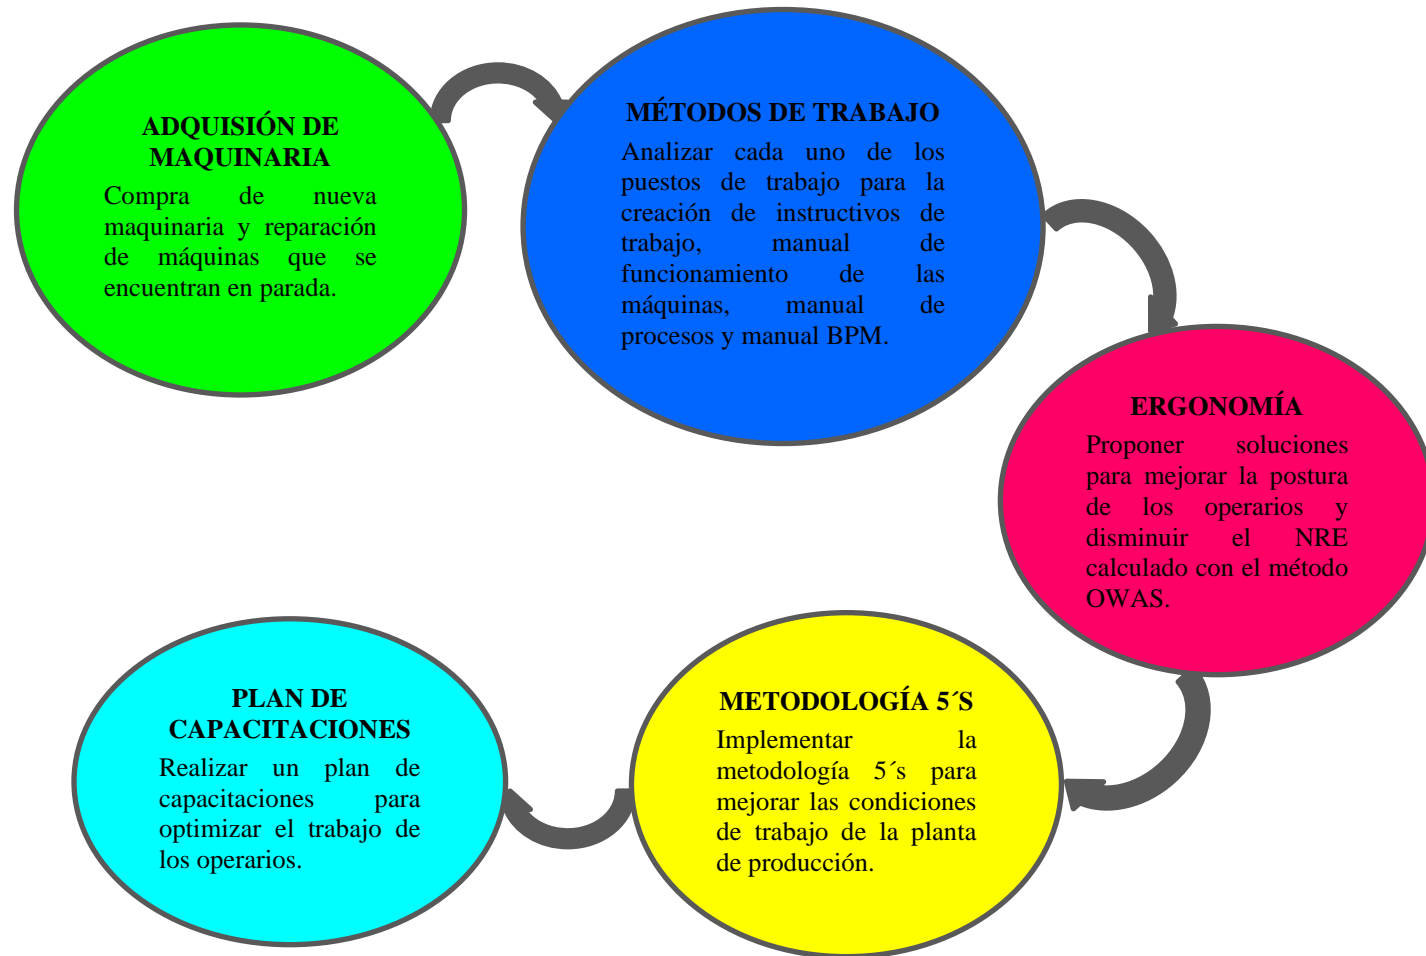 ADQUISIÓN DE
MAQUINARIA
Compra de nueva
maquinaria y reparación
de máquinas que se
encuentran en parada.
MÉTODOS DE TRABAJO
Analizar cada uno de los
puestos de trabajo para la
creación de instructivos de
trabajo, manual de
funcionamiento de las
máquinas, manual de
procesos y manual BPM.
ERGONOMÍA
Proponer soluciones
para mejorar la postura
de los operarios y
disminuir el NRE
calculado con el método
OWAS.
METODOLOGÍA 5´S
Implementar la
metodología 5´s para
mejorar las condiciones
de trabajo de la planta
de producción.
PLAN DE
CAPACITACIONES
Realizar un plan de
capacitaciones para
optimizar el trabajo de
los operarios.